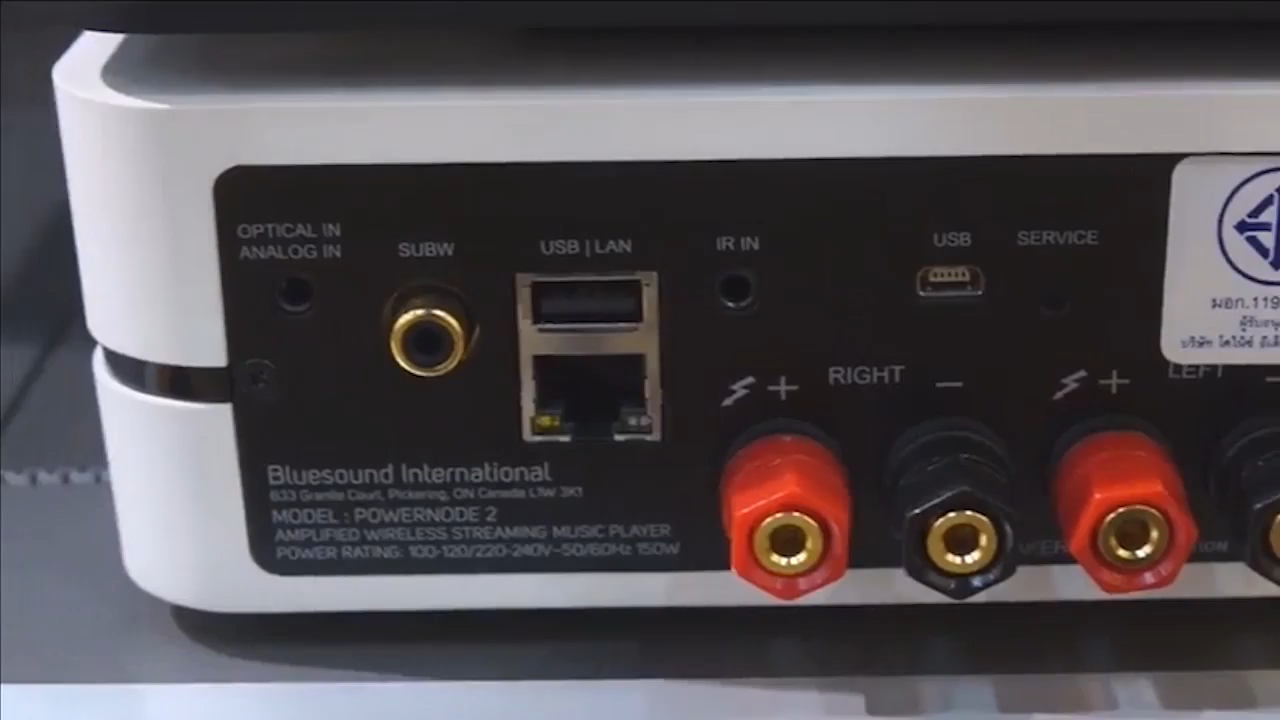 OPTICAL IN
ANALOG IN
SUBW
USB | LAN
IR IN
USB
SERVICE
+ RIGHT −
+ LEFT −
Bluesound International
633 Granite Court, Pickering, ON Canada L1W 3K1
MODEL : POWERNODE 2
AMPLIFIED WIRELESS STREAMING MUSIC PLAYER
POWER RATING: 100-120/220-240V~50/60Hz 150W
มอก.119